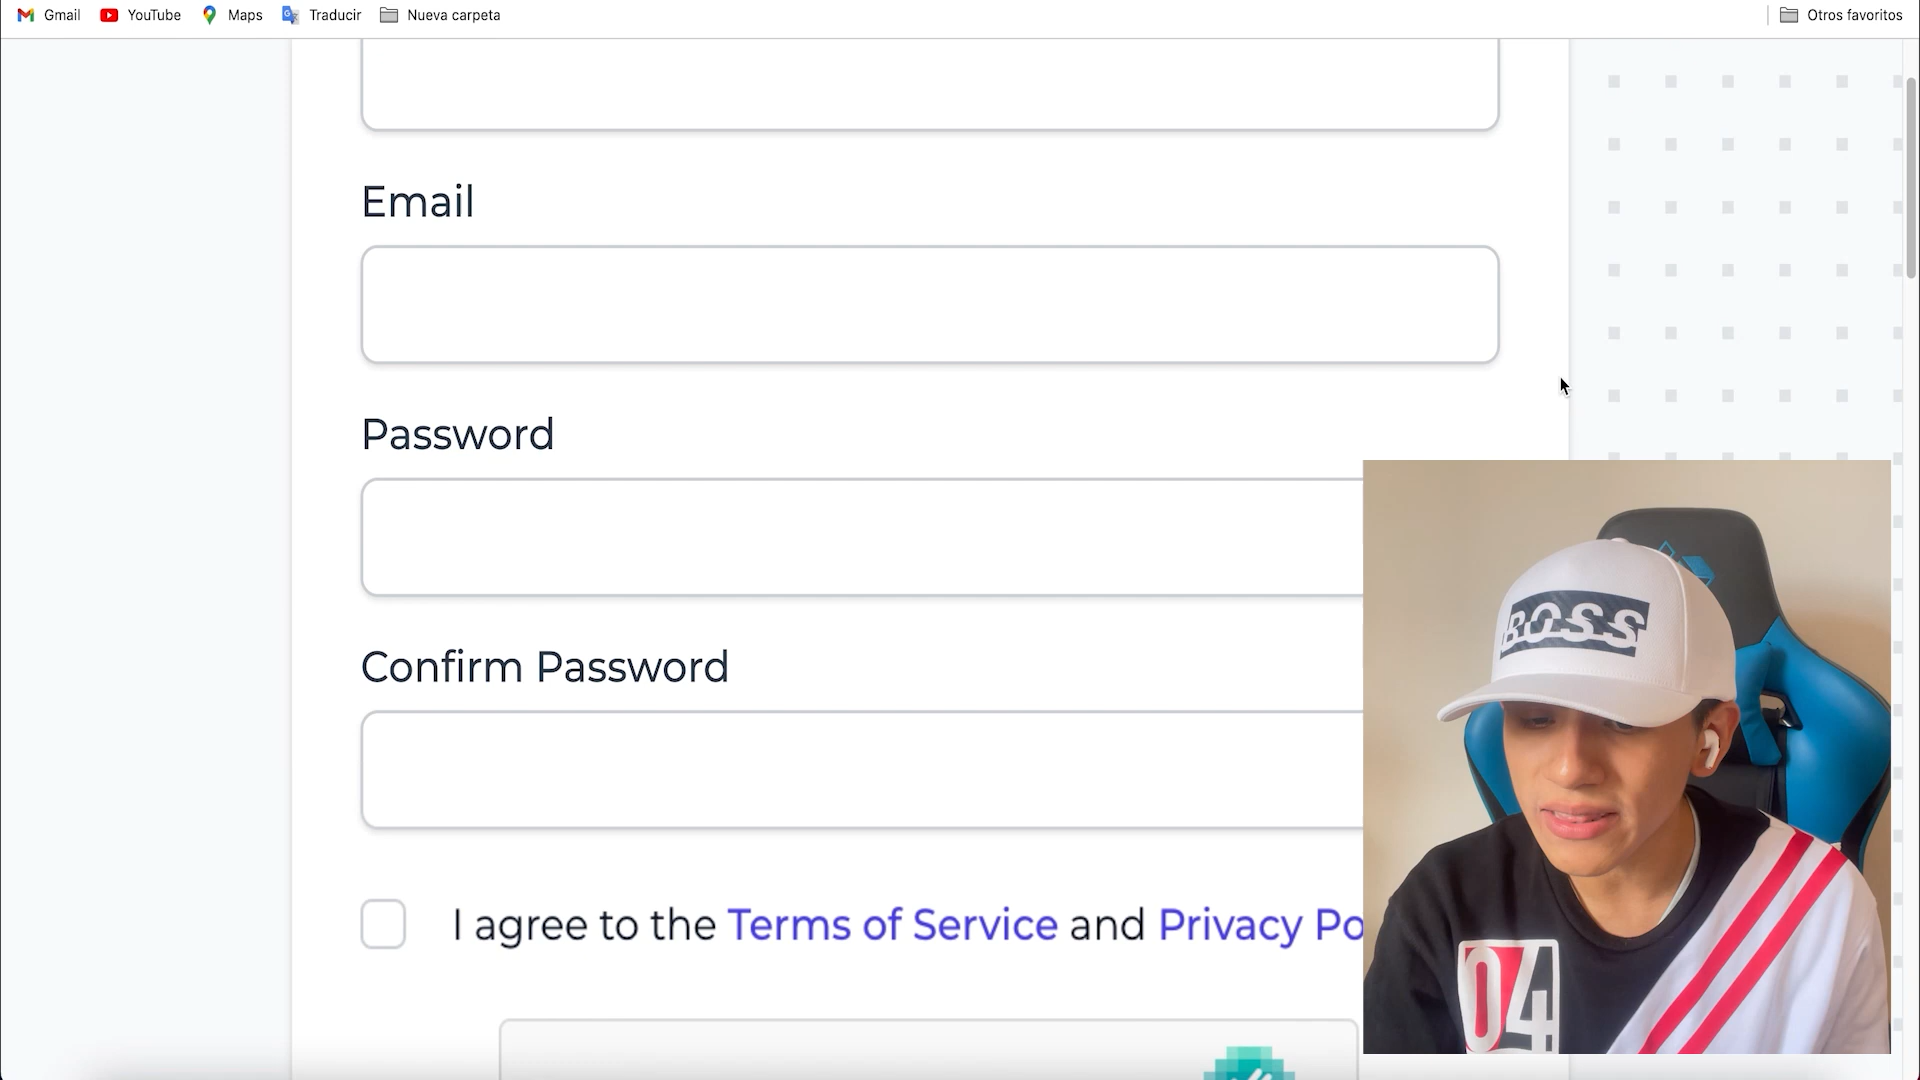 Gmail YouTube Maps Traducir Nueva carpeta Otros favoritos
Email
Password
Confirm Password
I agree to the Terms of Service and Privacy Po
BOSS
04